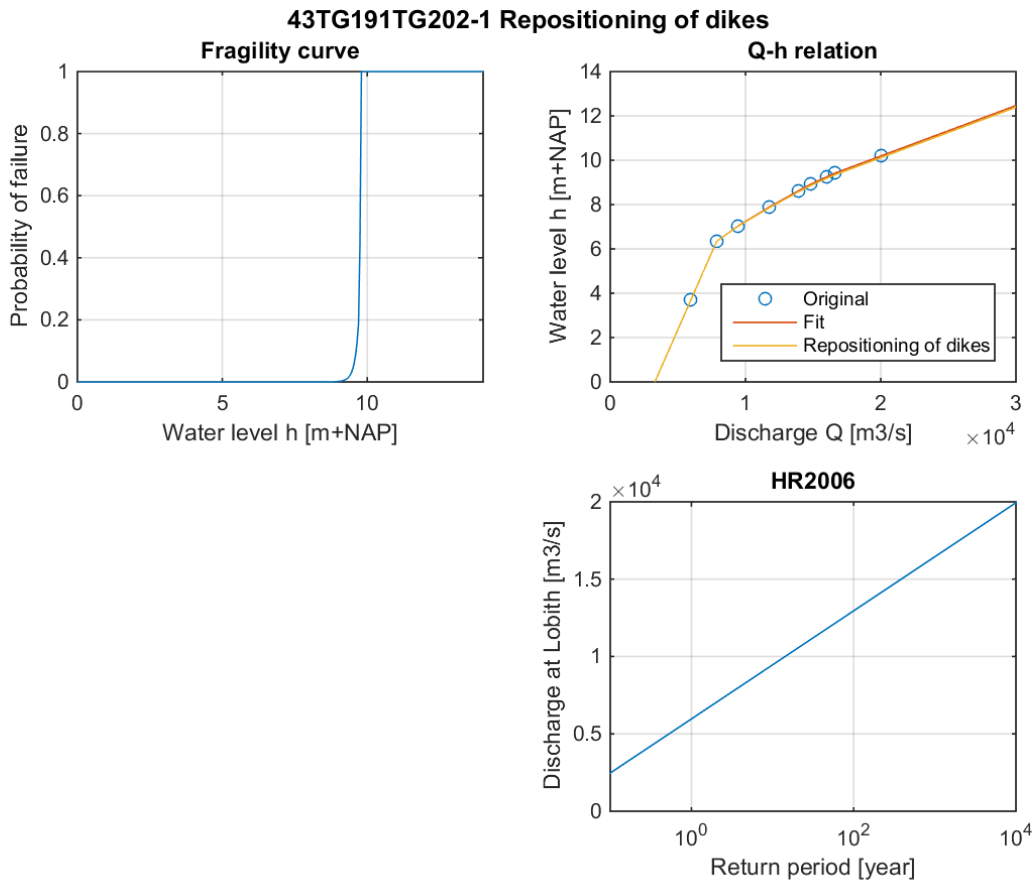 43TG191TG202-1 Repositioning of dikes
Fragility curve
1
0.8
0.6
0.4
0.2
0
Probability of failure
0
5
10
Water level h [m+NAP]
Q-h relation
14
12
10
8
6
4
2
0
Water level h [m+NAP]
Original
Fit
Repositioning of dikes
0
1
2
3
Discharge Q [m3/s]
×10^4
HR2006
×10^4
2
1.5
1
0.5
0
Discharge at Lobith [m3/s]
10^0
10^2
10^4
Return period [year]